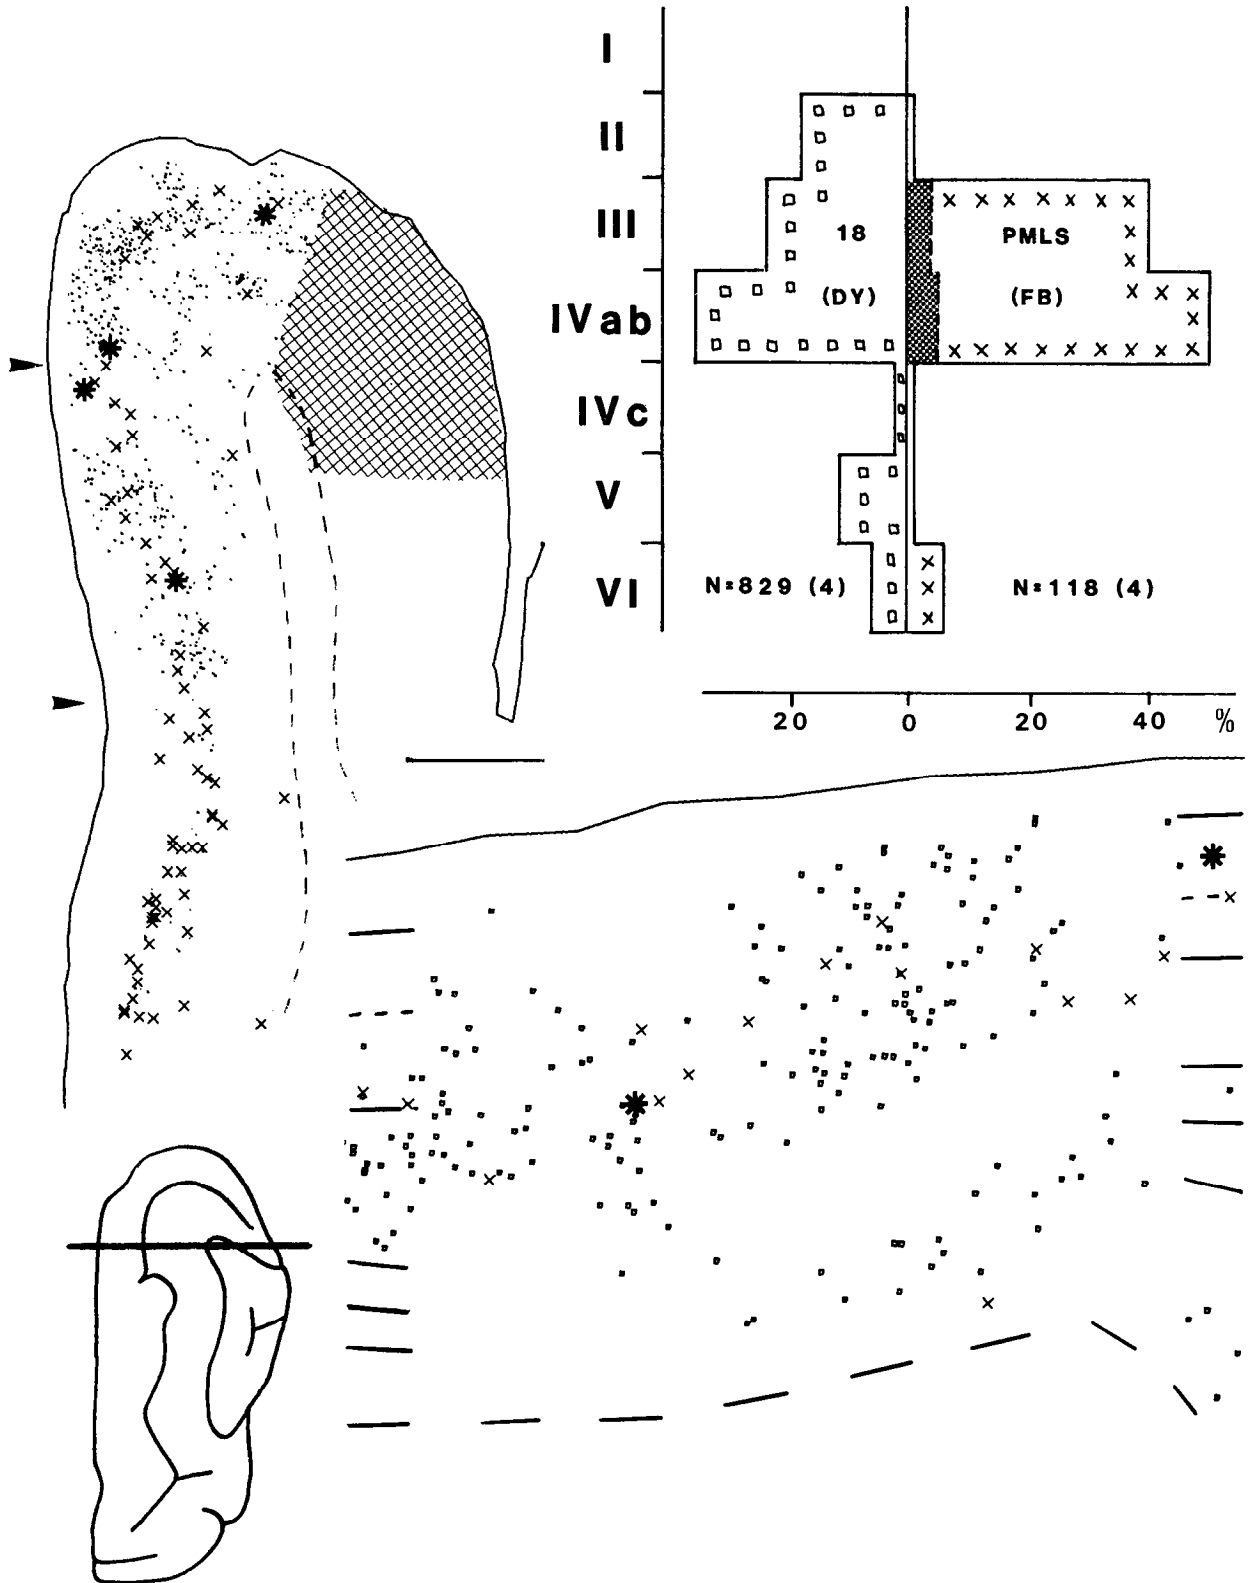 I
II
III
18 PMLS
IVab
(DY) (FB)
IVc
V
VI
N=829 (4) N=118 (4)
20 0 20 40 %